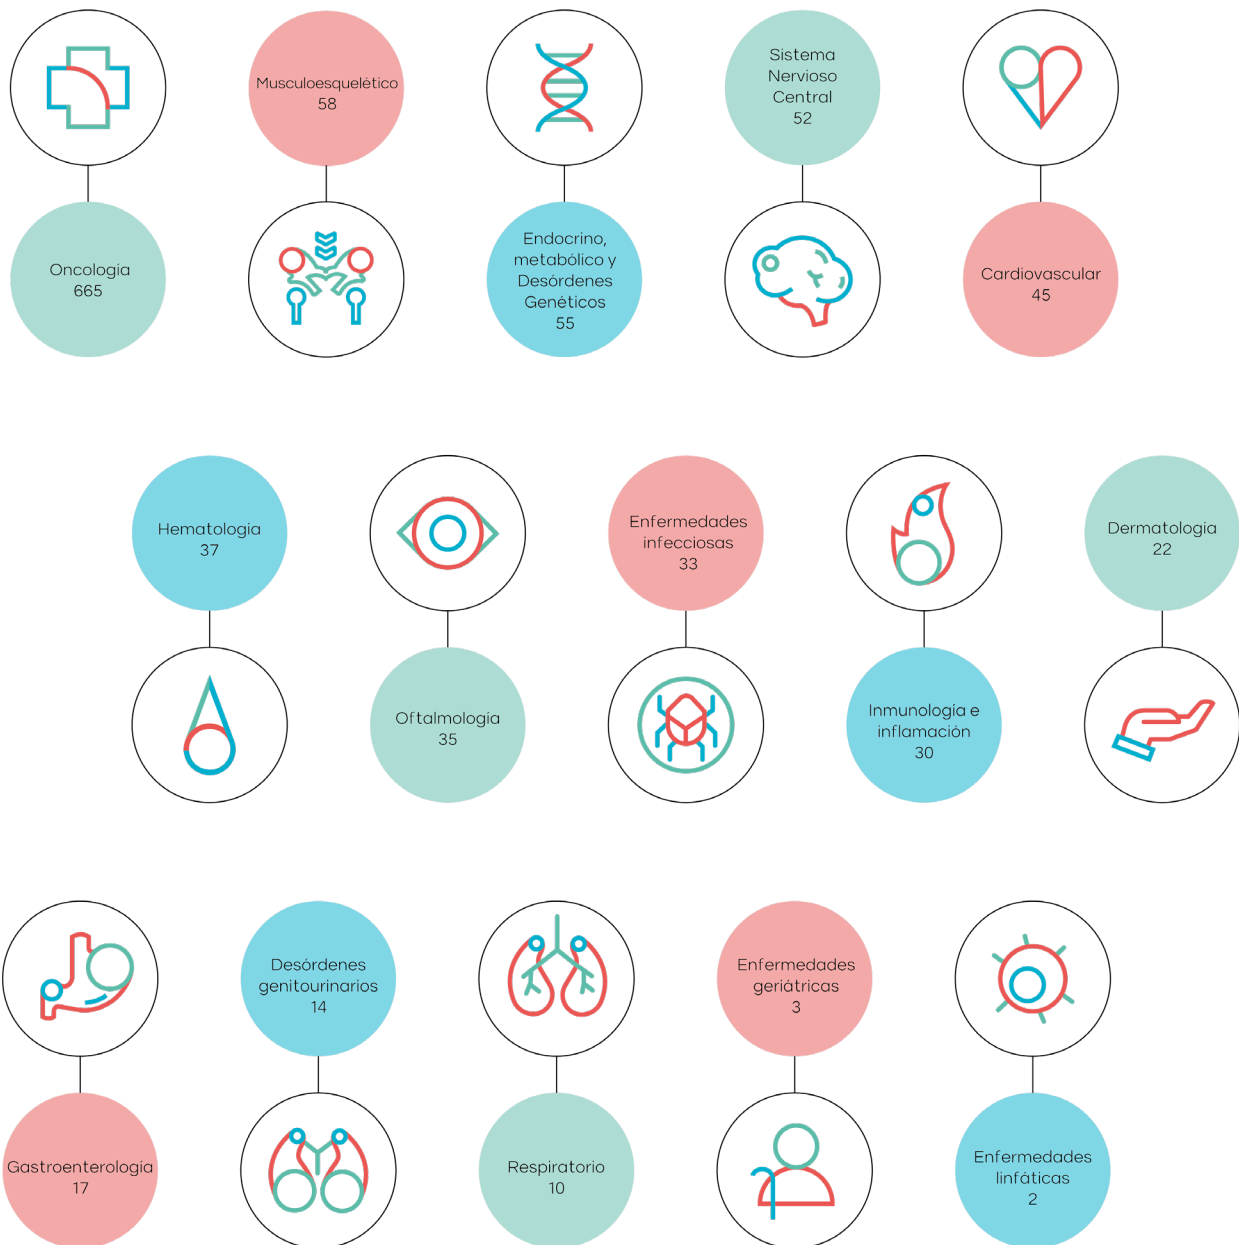 Oncología
665
Musculoesquelético
58
Endocrino,
metabólico y
Desórdenes
Genéticos
55
Sistema
Nervioso
Central
52
Cardiovascular
45
Hematología
37
Oftalmología
35
Enfermedades
infecciosas
33
Inmunología e
inflamación
30
Dermatología
22
Gastroenterología
17
Desórdenes
genitourinarios
14
Respiratorio
10
Enfermedades
geriátricas
3
Enfermedades
linfáticas
2